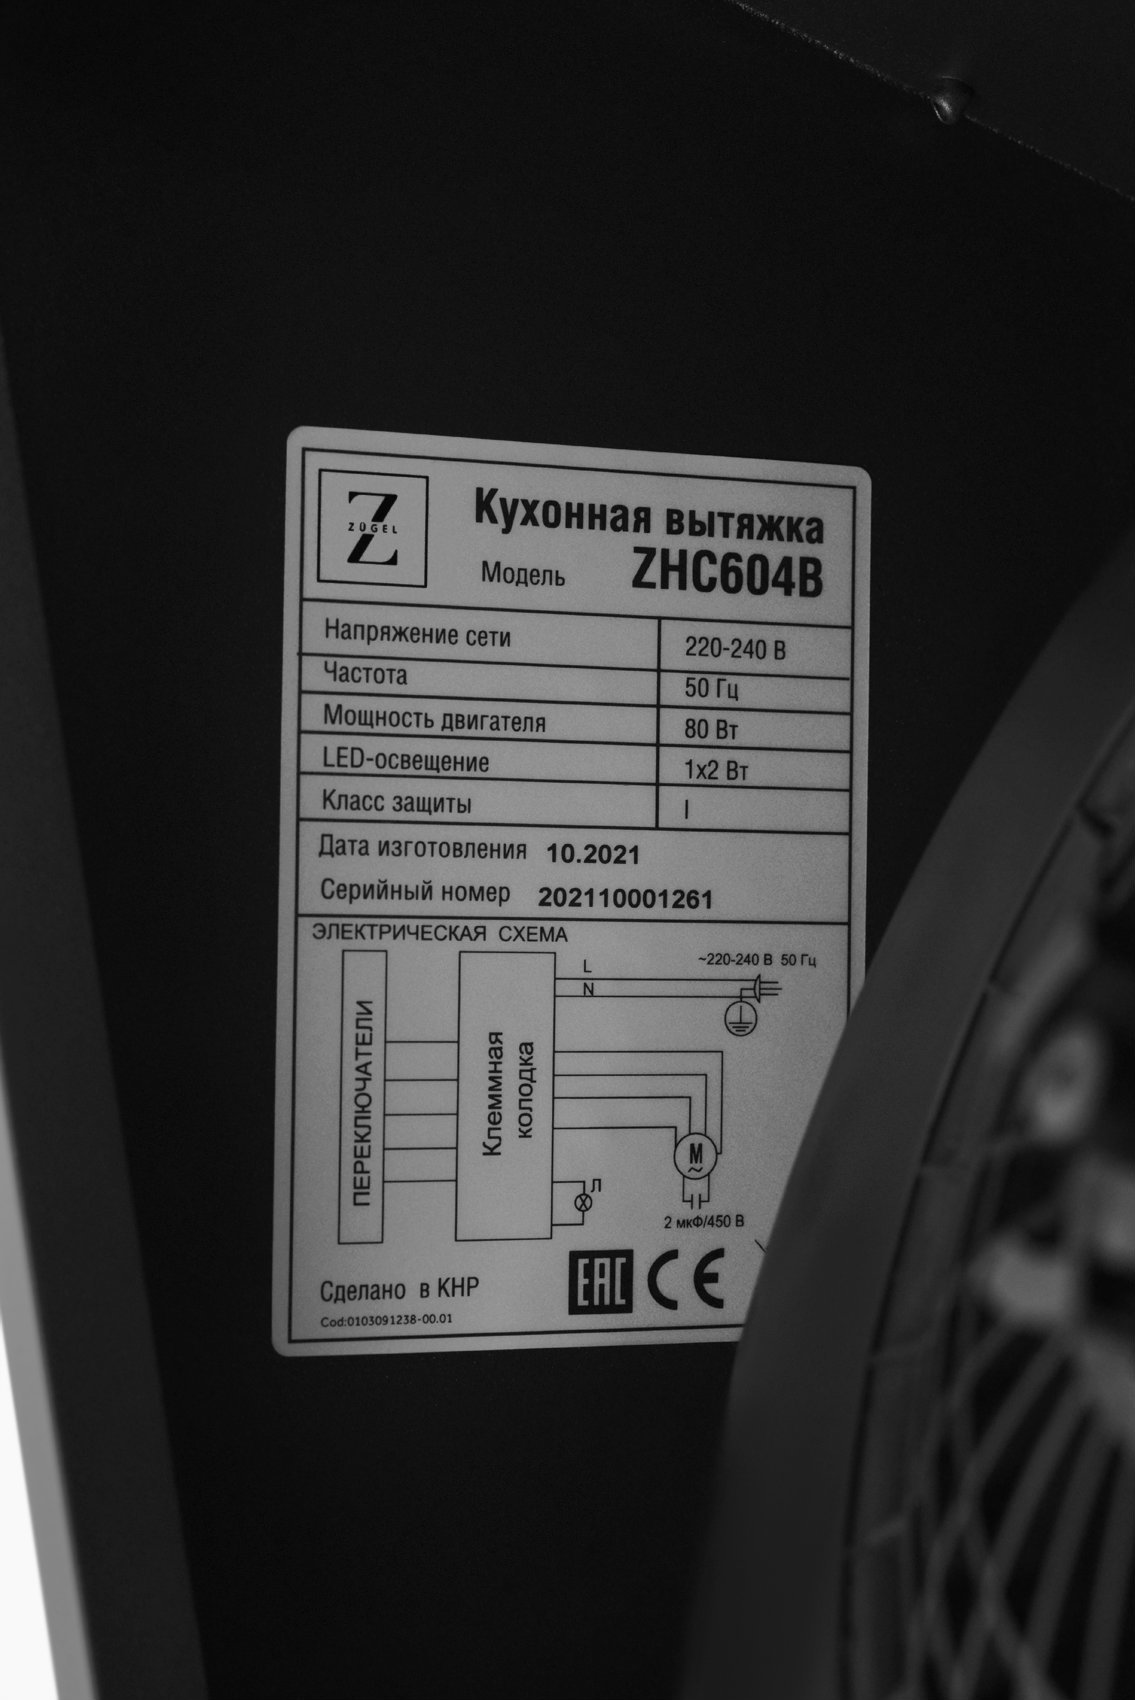 ZÜGEL
Кухонная вытяжка
Модель ZHC604B
Напряжение сети 220-240 В
Частота 50 Гц
Мощность двигателя 80 Вт
LED-освещение 1х2 Вт
Класс защиты I
Дата изготовления 10.2021
Серийный номер 202110001261
ЭЛЕКТРИЧЕСКАЯ СХЕМА
~220-240 В 50 Гц
L
N
ПЕРЕКЛЮЧАТЕЛИ
Клеммная
колодка
М
~
Л
2 мкФ/450 В
Сделано в КНР
EAC CE
Cod:0103091238-00.01